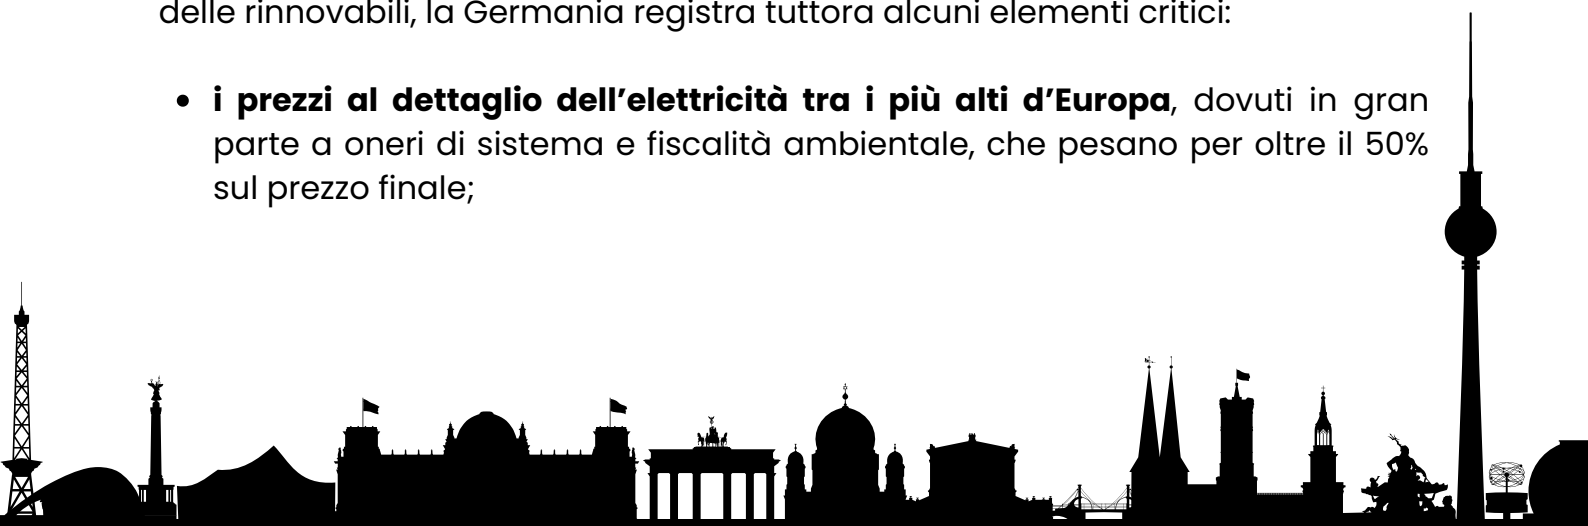 delle rinnovabili, la Germania registra tuttora alcuni elementi critici:
• i prezzi al dettaglio dell’elettricità tra i più alti d’Europa, dovuti in gran
parte a oneri di sistema e fiscalità ambientale, che pesano per oltre il 50%
sul prezzo finale;